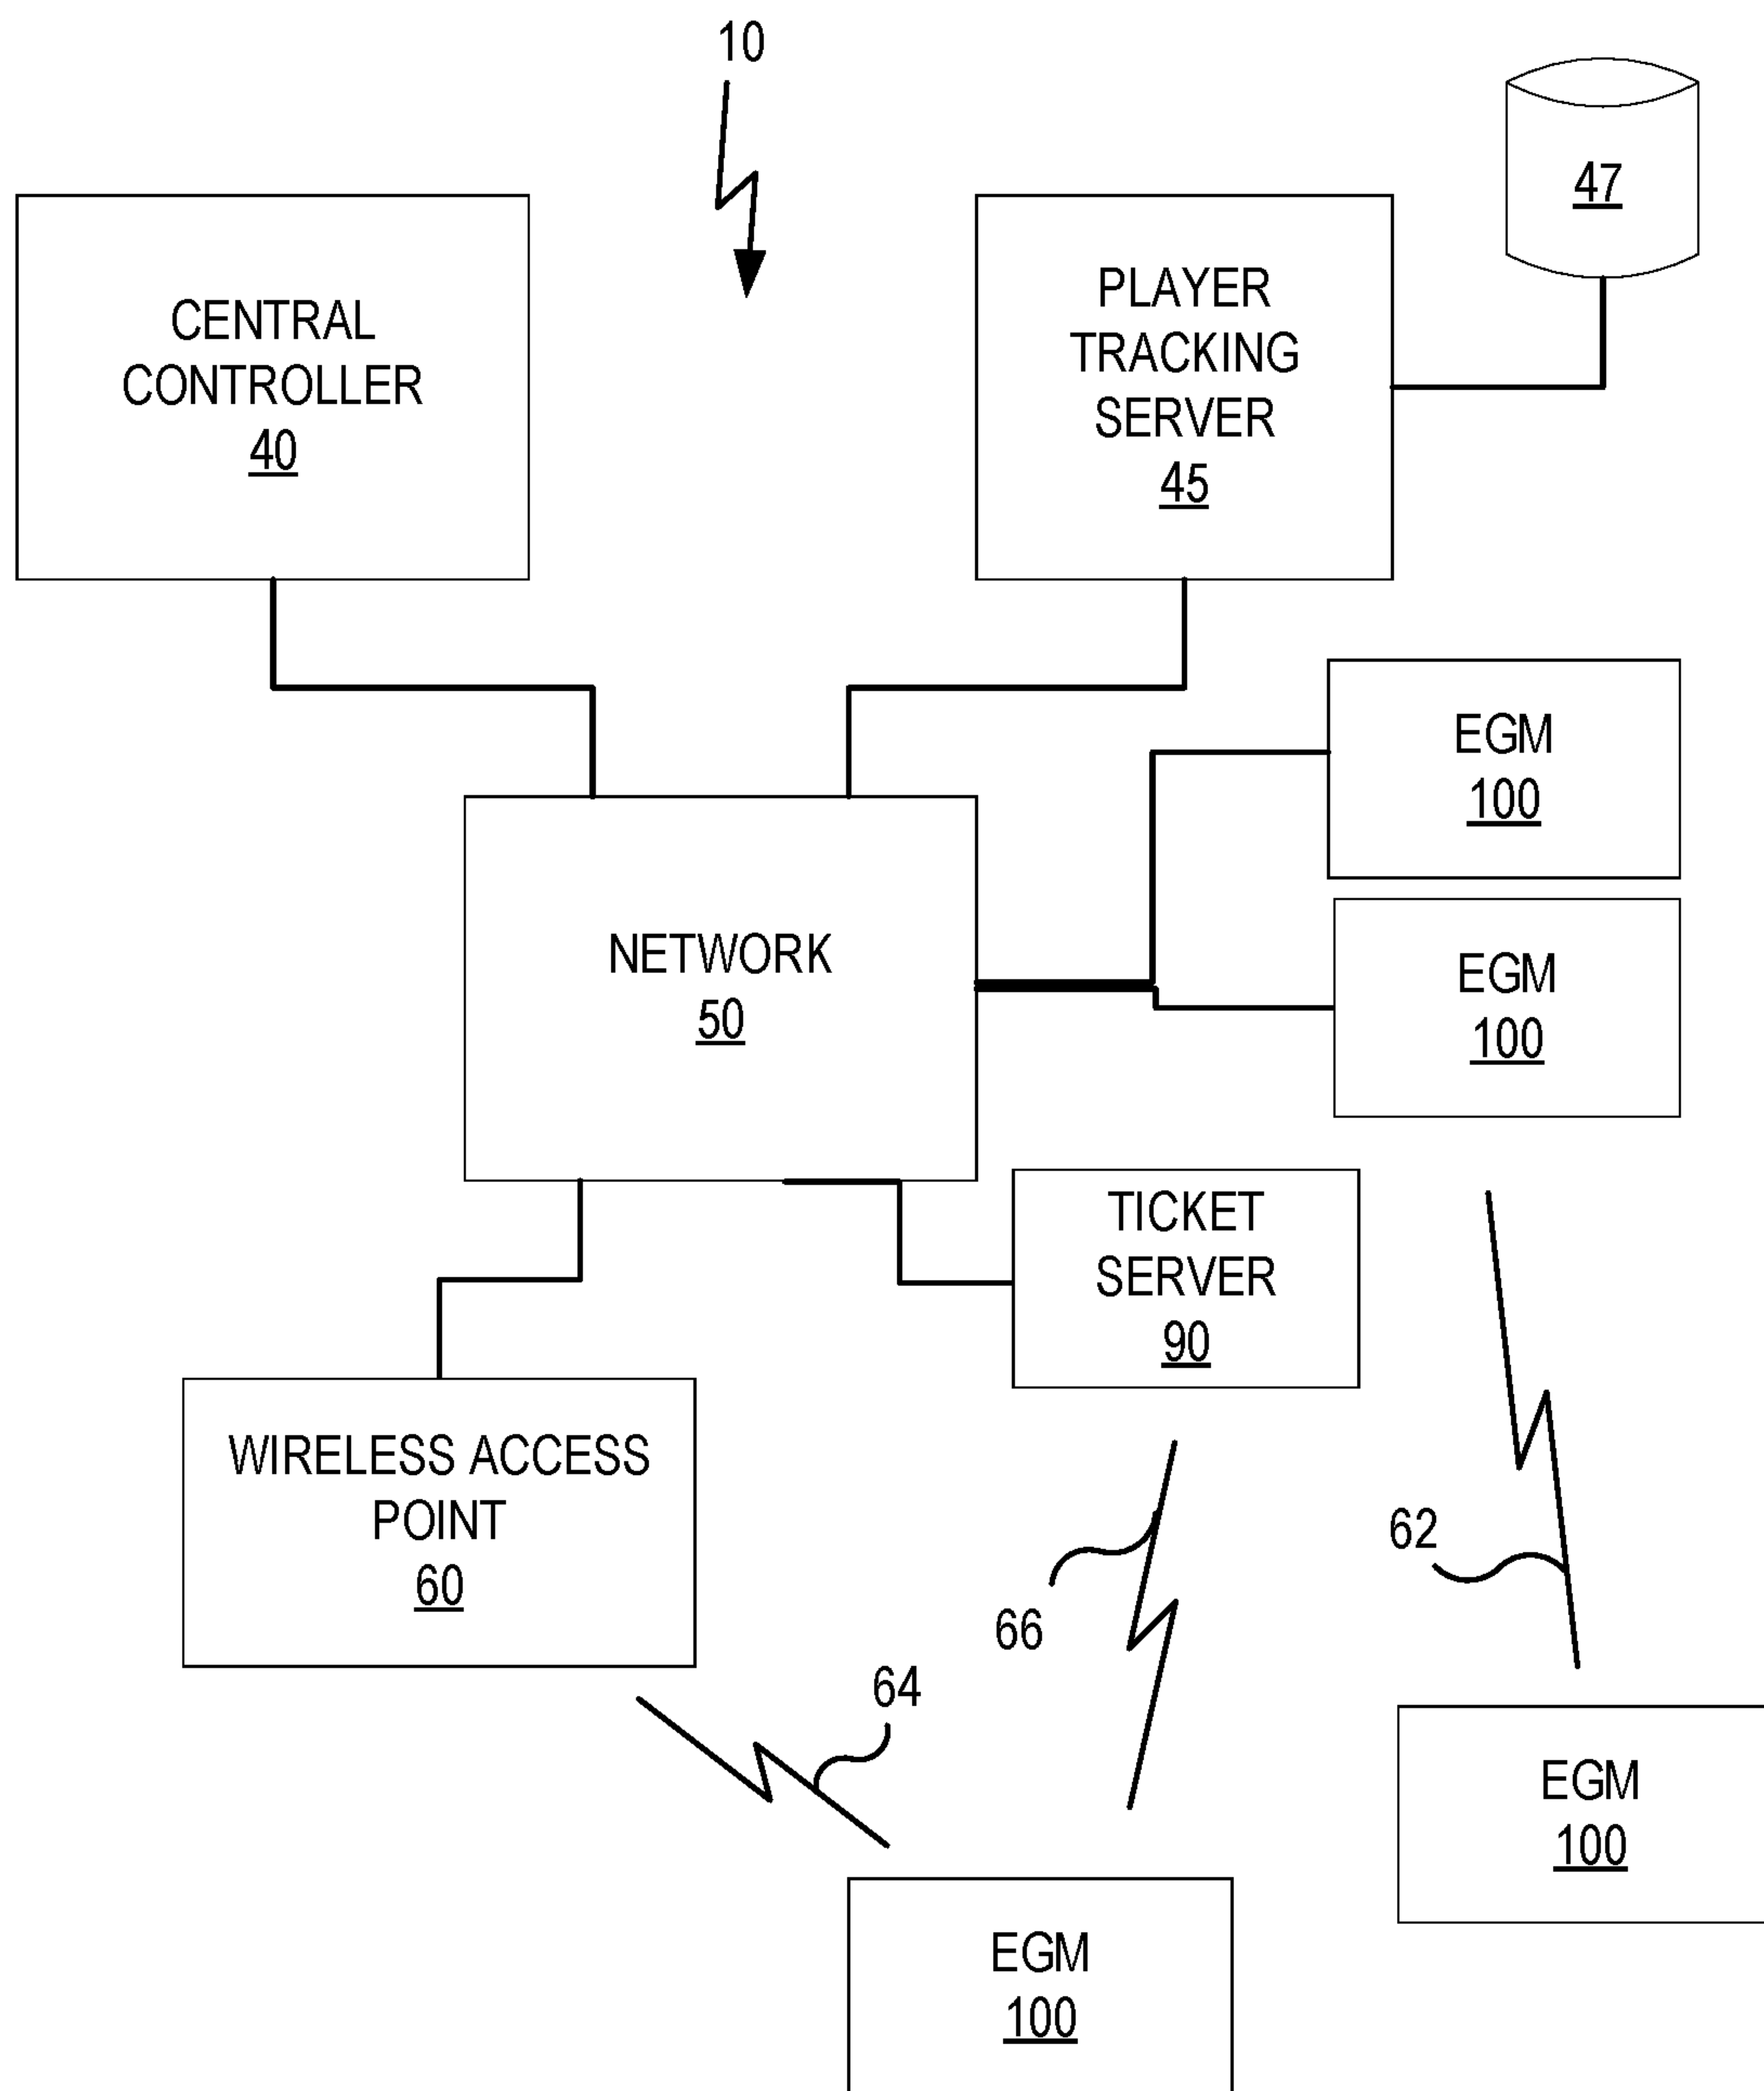 10
47
CENTRAL
CONTROLLER
40
PLAYER
TRACKING
SERVER
45
EGM
100
NETWORK
50
EGM
100
TICKET
SERVER
90
WIRELESS ACCESS
POINT
60
66
62
64
EGM
100
EGM
100